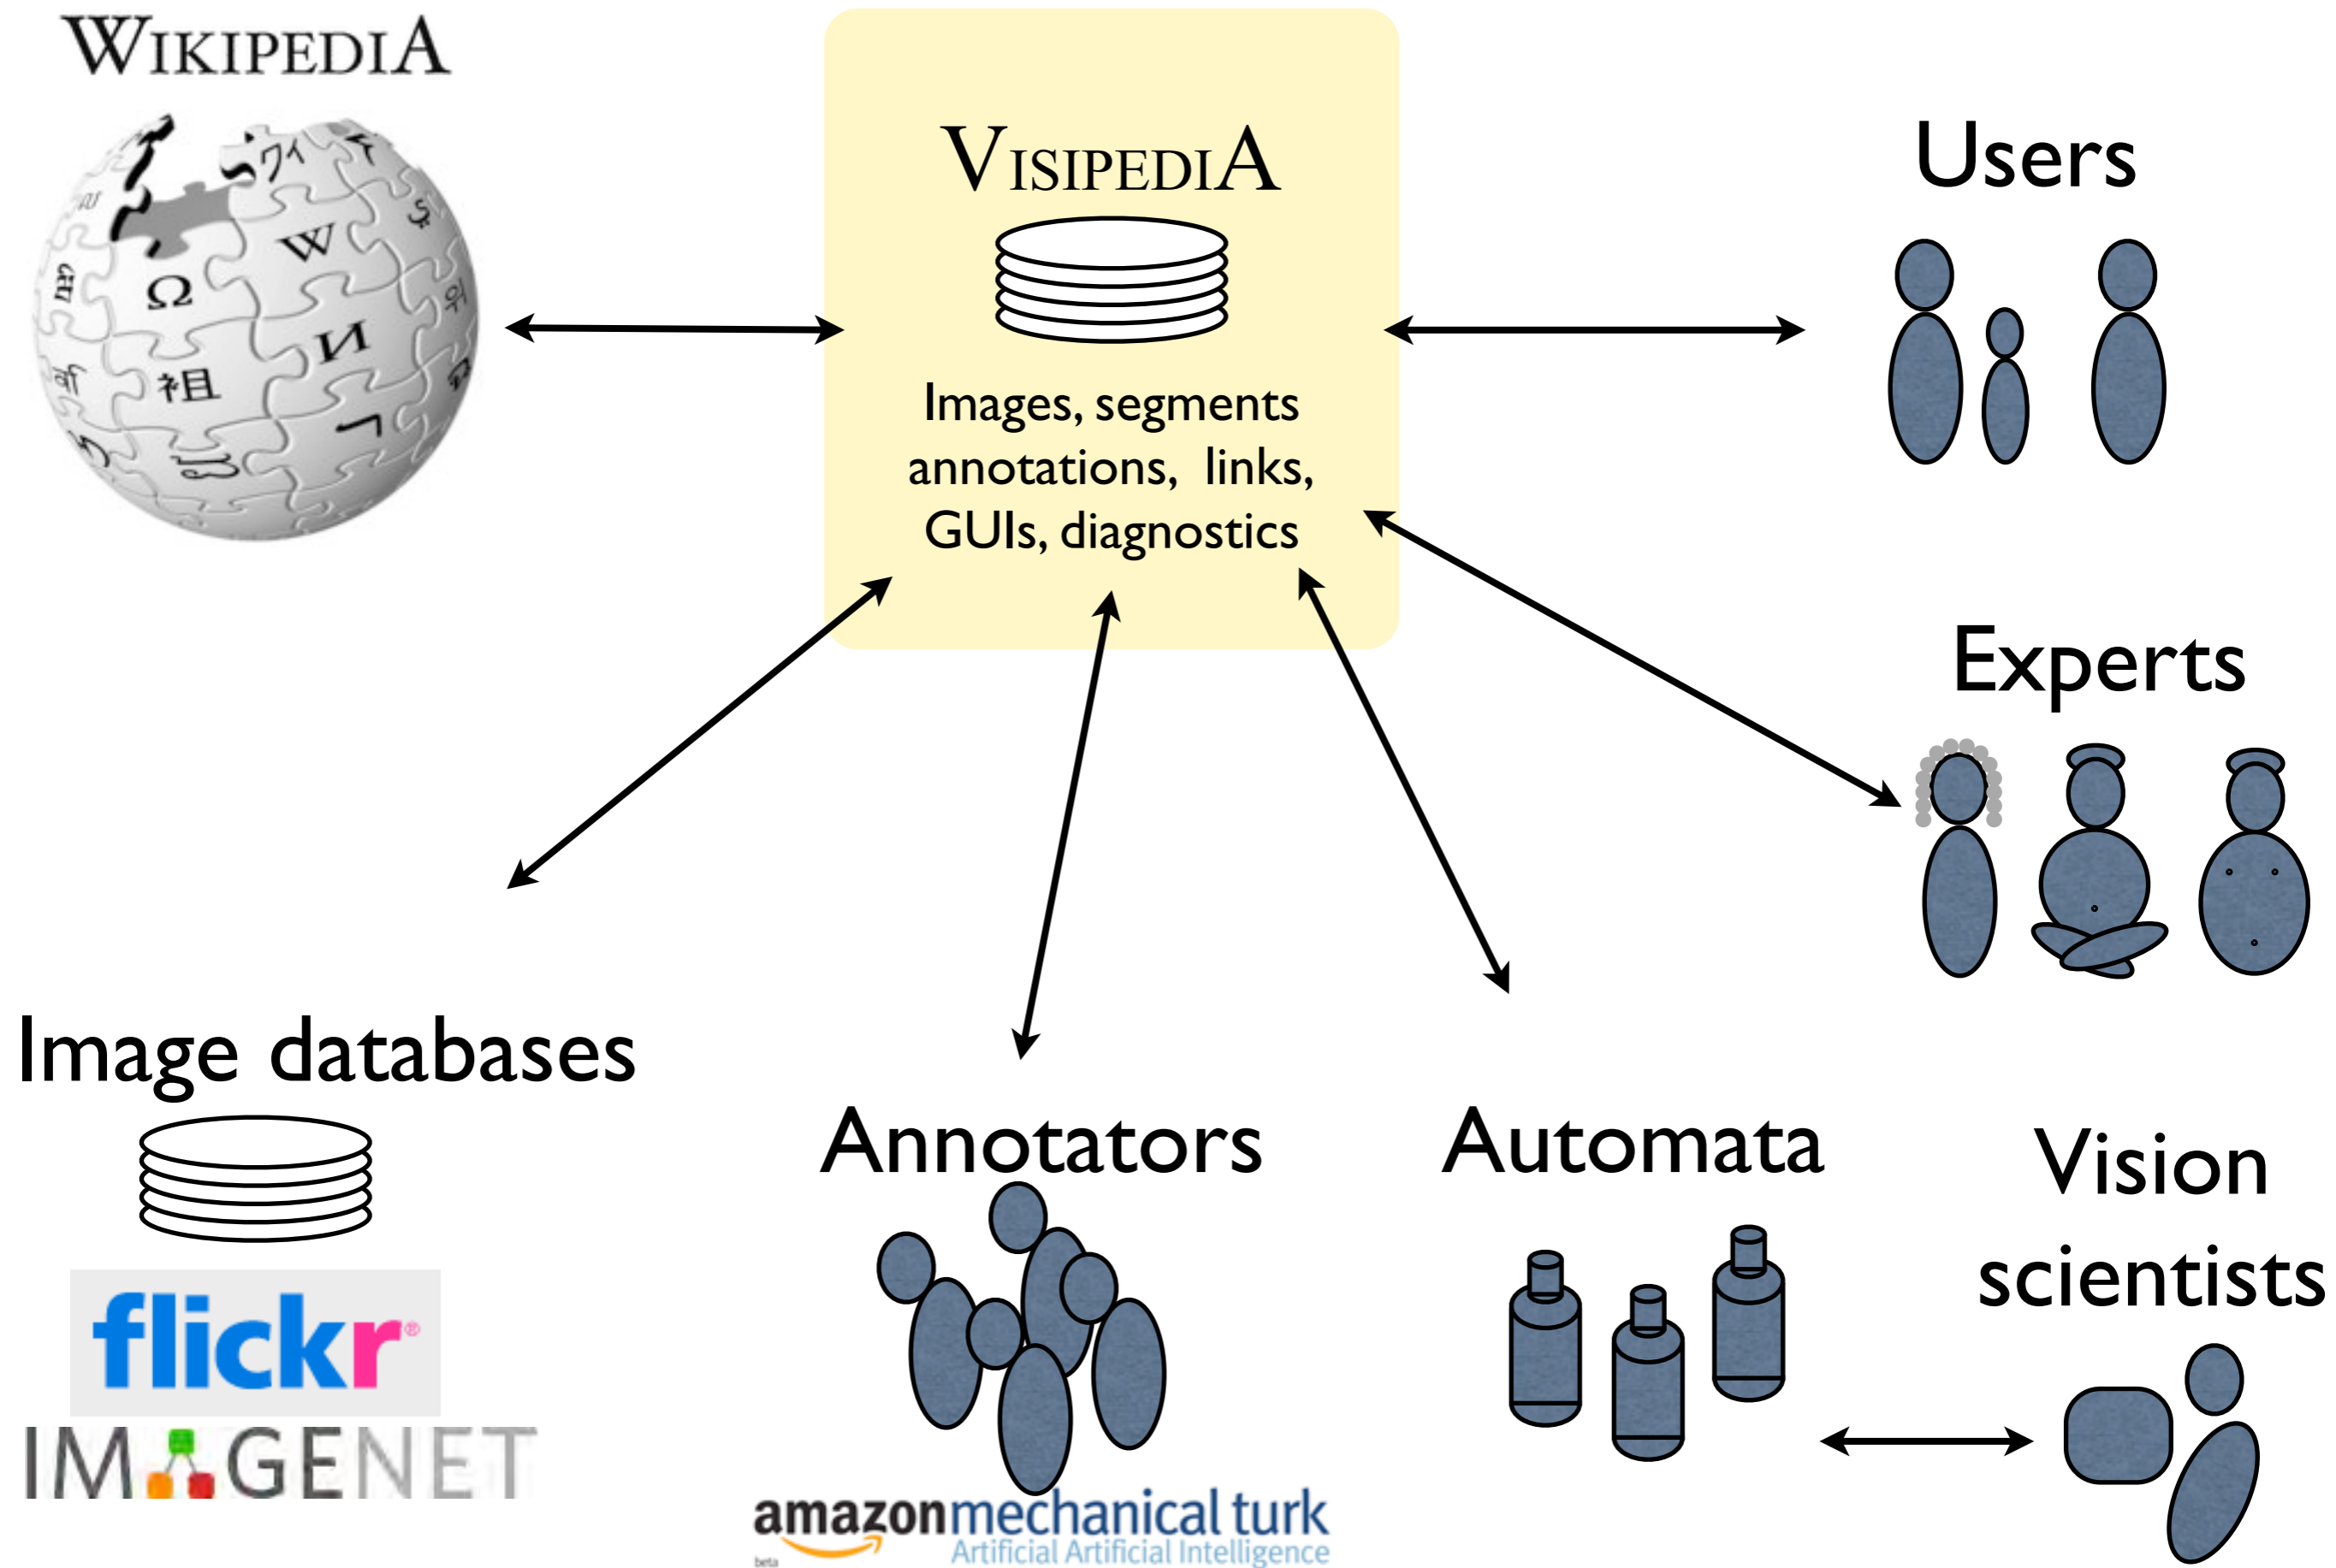 WIKIPEDIA
Ω
W
И
祖
VISIPEDIA
Images, segments
annotations, links,
GUIs, diagnostics
Users
Experts
Image databases
flickr®
IMAGENET
Annotators
amazonmechanical turk
beta
Artificial Artificial Intelligence
Automata
Vision
scientists